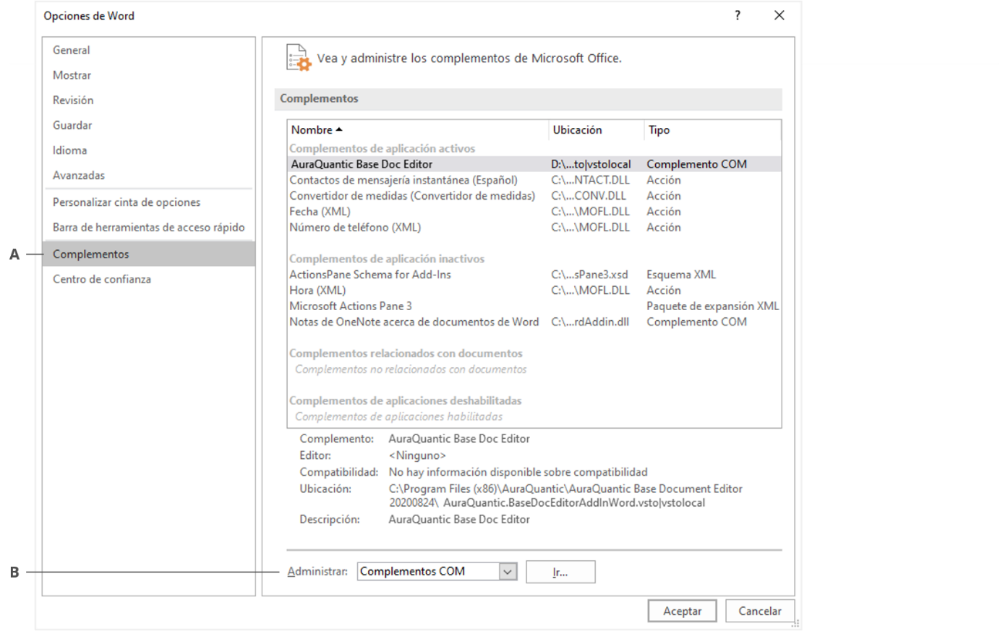 Opciones de Word
?
General
Mostrar
Revisión
Guardar
Idioma
Avanzadas
Personalizar cinta de opciones
Barra de herramientas de acceso rápido
A
Complementos
Centro de confianza
Vea y administre los complementos de Microsoft Office.
Complementos
Nombre Ubicación Tipo
Complementos de aplicación activos
AuraQuantic Base Doc Editor D:\...to|vstolocal Complemento COM
Contactos de mensajería instantánea (Español) C:\...NTACT.DLL Acción
Convertidor de medidas (Convertidor de medidas) C:\...CONV.DLL Acción
Fecha (XML) C:\...\MOFL.DLL Acción
Número de teléfono (XML) C:\...\MOFL.DLL Acción
Complementos de aplicación inactivos
ActionsPane Schema for Add-Ins C:\...sPane3.xsd Esquema XML
Hora (XML) C:\...\MOFL.DLL Acción
Microsoft Actions Pane 3 Paquete de expansión XML
Notas de OneNote acerca de documentos de Word C:\...rdAddin.dll Complemento COM
Complementos relacionados con documentos
Complementos no relacionados con documentos
Complementos de aplicaciones deshabilitadas
Complementos de aplicaciones habilitadas
Complemento: AuraQuantic Base Doc Editor
Editor: <Ninguno>
Compatibilidad: No hay información disponible sobre compatibilidad
Ubicación: C:\Program Files (x86)\AuraQuantic\AuraQuantic Base Document Editor
20200824\ AuraQuantic.BaseDocEditorAddInWord.vsto|vstolocal
Descripción: AuraQuantic Base Doc Editor
B
Administrar: Complementos COM Ir...
Aceptar Cancelar